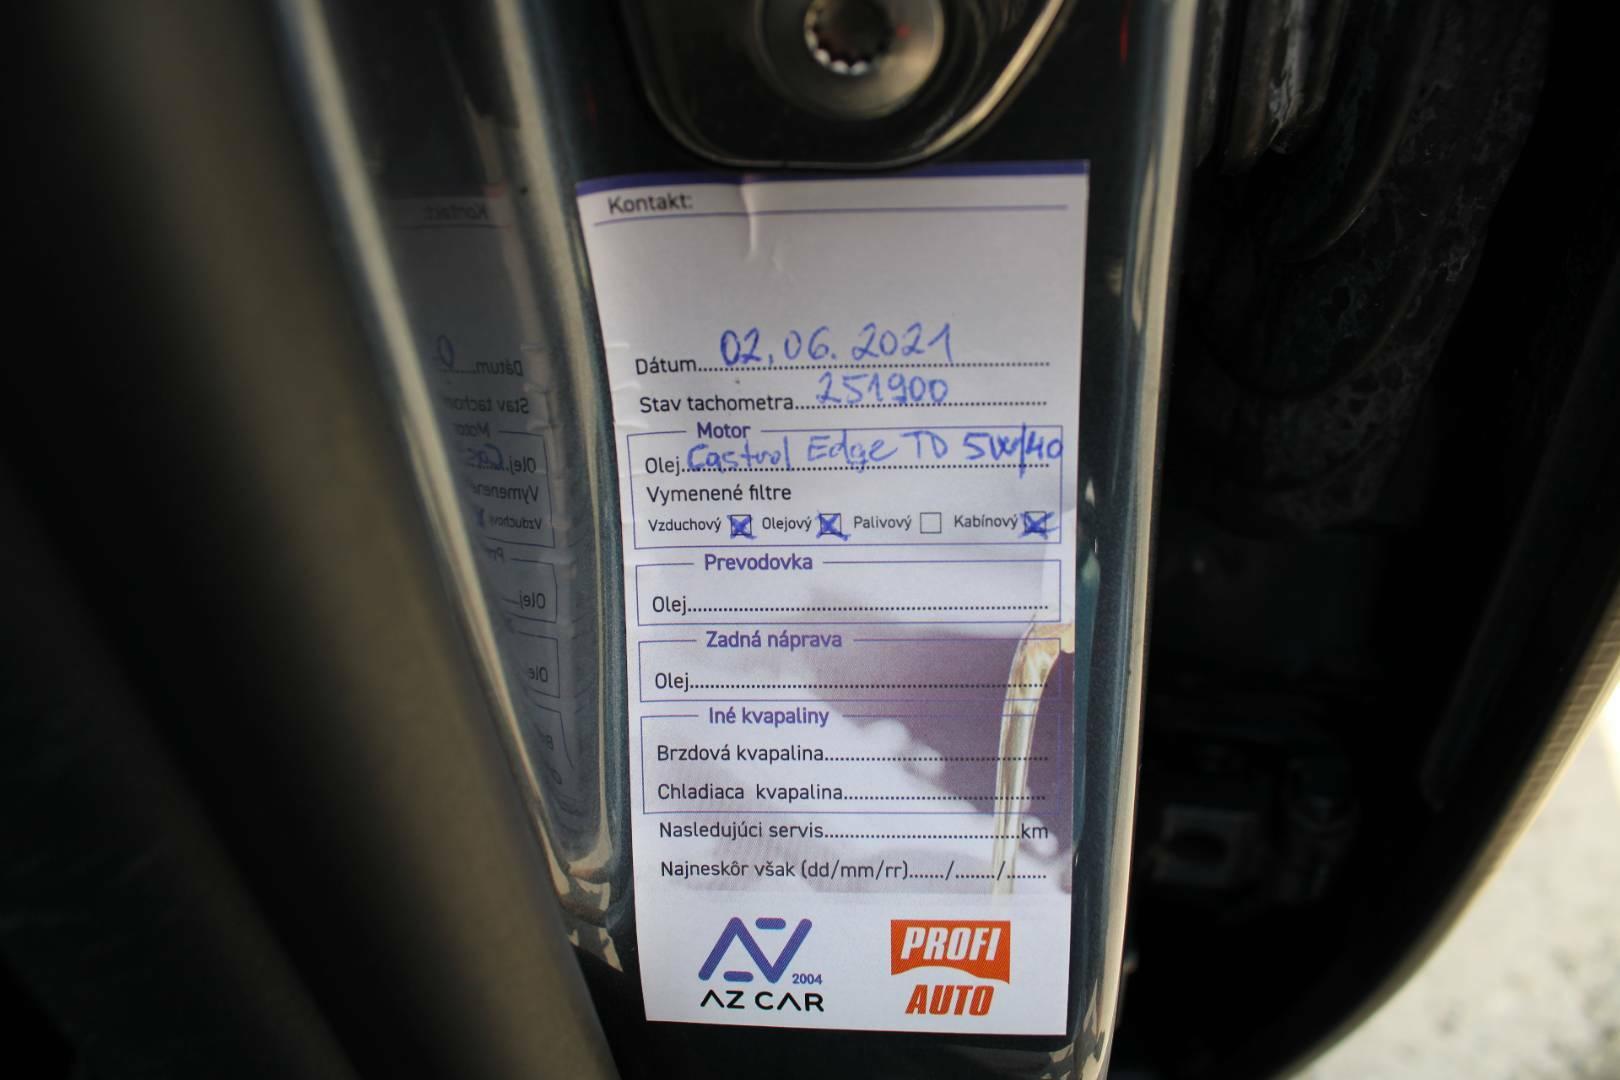 Kontakt:
Dátum 02.06.2021
Stav tachometra 251900
Motor
Olej Castrol Edge TD 5W/40
Vymenené filtre
Vzduchový Olejový Palivový Kabínový
Prevodovka
Olej
Zadná náprava
Olej
Iné kvapaliny
Brzdová kvapalina
Chladiaca kvapalina
Nasledujúci servis km
Najneskôr však (dd/mm/rr)......./......../........
2004
AZ CAR
PROFI
AUTO